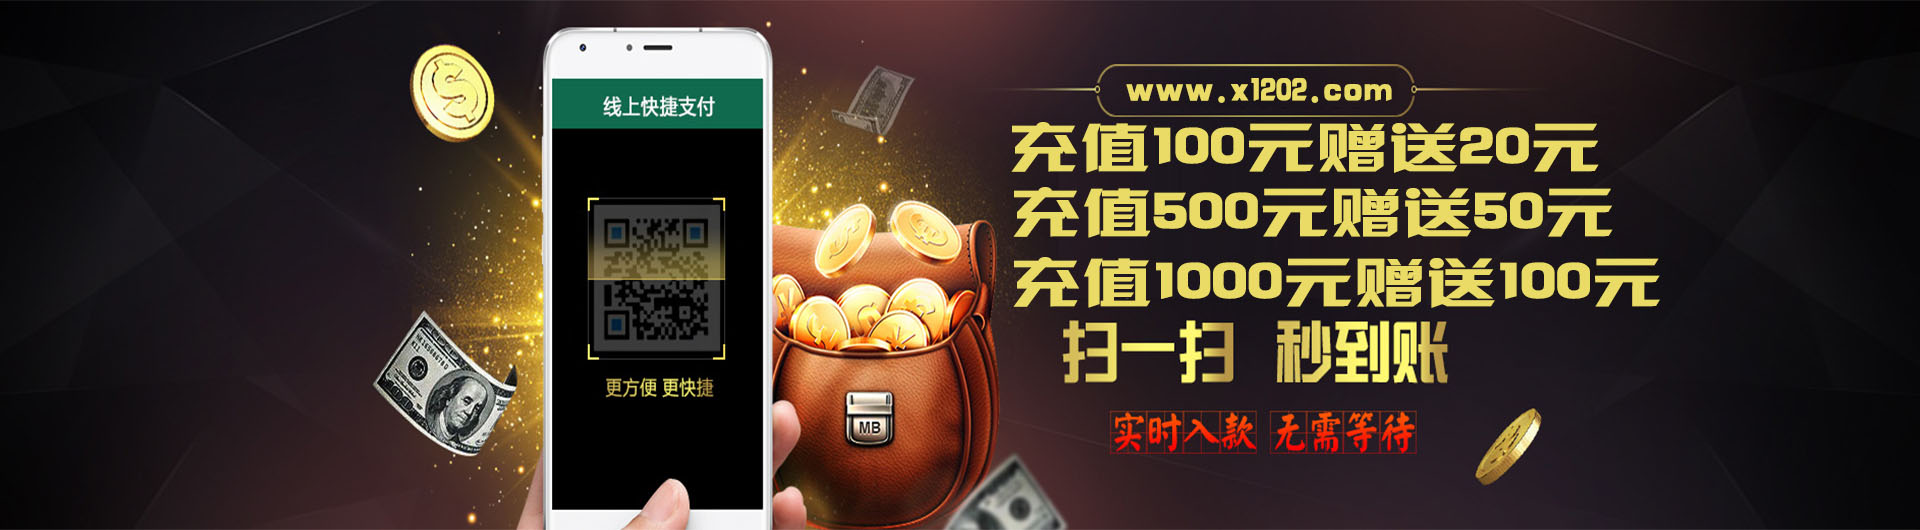 线上快捷支付
更方便 更快捷
MB
www.x1202.com
充值100元赠送20元
充值500元赠送50元
充值1000元赠送100元
扫一扫 秒到账
实时入款 无需等待